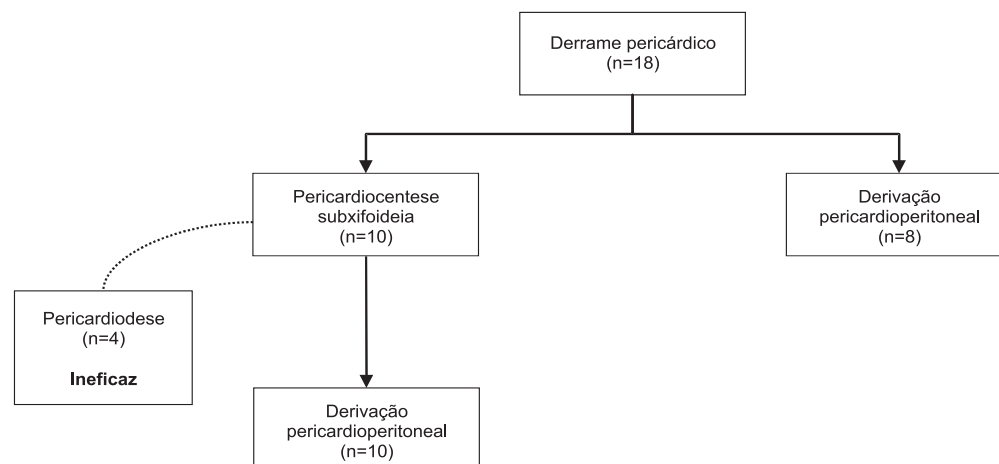 Derrame pericárdico
(n=18)
Pericardiocentese
subxifoideia
(n=10)
Derivação
pericardioperitoneal
(n=8)
Pericardiodese
(n=4)
Ineficaz
Derivação
pericardioperitoneal
(n=10)